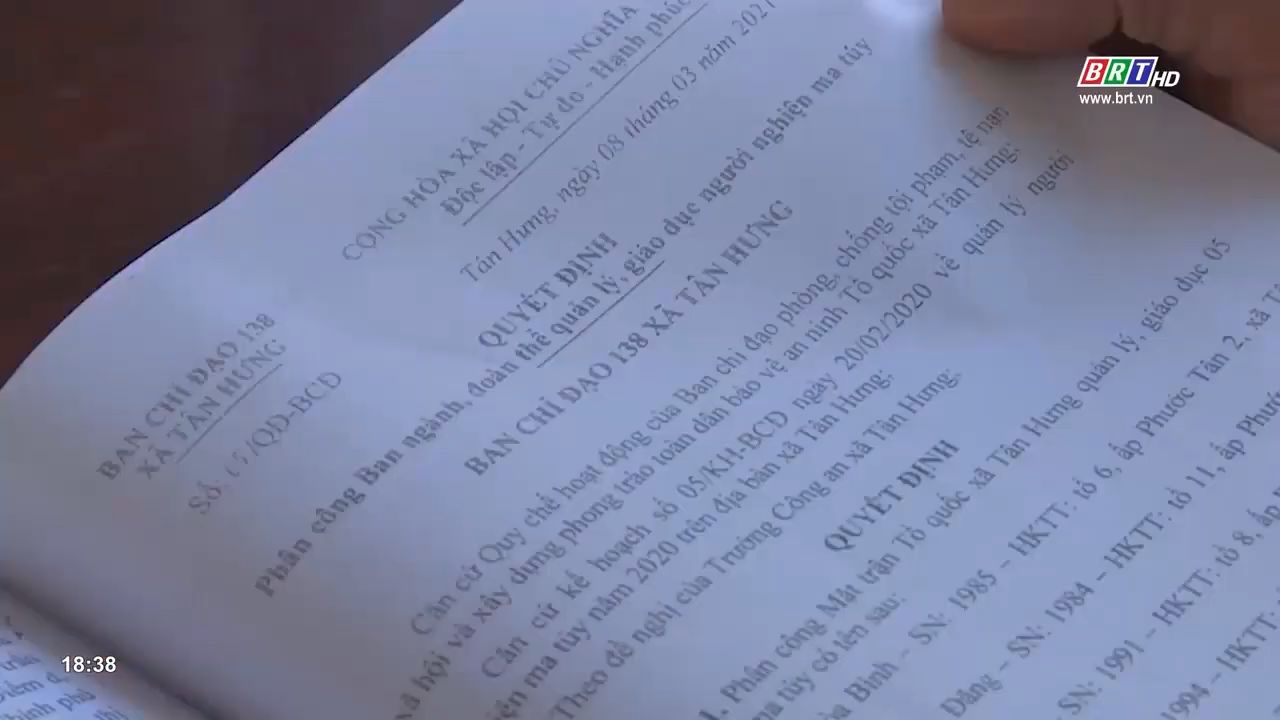 BRT HD
www.brt.vn
BAN CHỈ ĐẠO 138
XÃ TÂN HƯNG
/QĐ-BCĐ
CỘNG HÒA XÃ HỘI CHỦ NGHĨA
Độc lập - Tự do - Hạnh phúc
Tân Hưng, ngày 08 tháng 03 năm 2021
QUYẾT ĐỊNH
Phân công Ban ngành, đoàn thể quản lý, giáo dục người nghiện ma túy
BAN CHỈ ĐẠO 138 XÃ TÂN HƯNG
Căn cứ Quy chế hoạt động của Ban chỉ đạo phòng, chống tội phạm, tệ nạn
xã hội và xây dựng phong trào toàn dân bảo vệ an ninh Tổ quốc xã Tân Hưng;
Căn cứ kế hoạch số 05/KH-BCĐ ngày 20/02/2020 về quản lý người
ma túy năm 2020 trên địa bàn xã Tân Hưng;
Theo đề nghị của Trưởng Công an xã Tân Hưng;
QUYẾT ĐỊNH
Phân công Mặt trận Tổ quốc xã Tân Hưng quản lý, giáo dục 05
ma túy có tên sau:
Bình – SN: 1985 – HKTT: tổ 6, ấp Phước Tân 2, xã
Đăng – SN: 1984 – HKTT: tổ 11, ấp Phước
SN: 1991 – HKTT: tổ 8, ấp
1994 – HKTT:
18:38